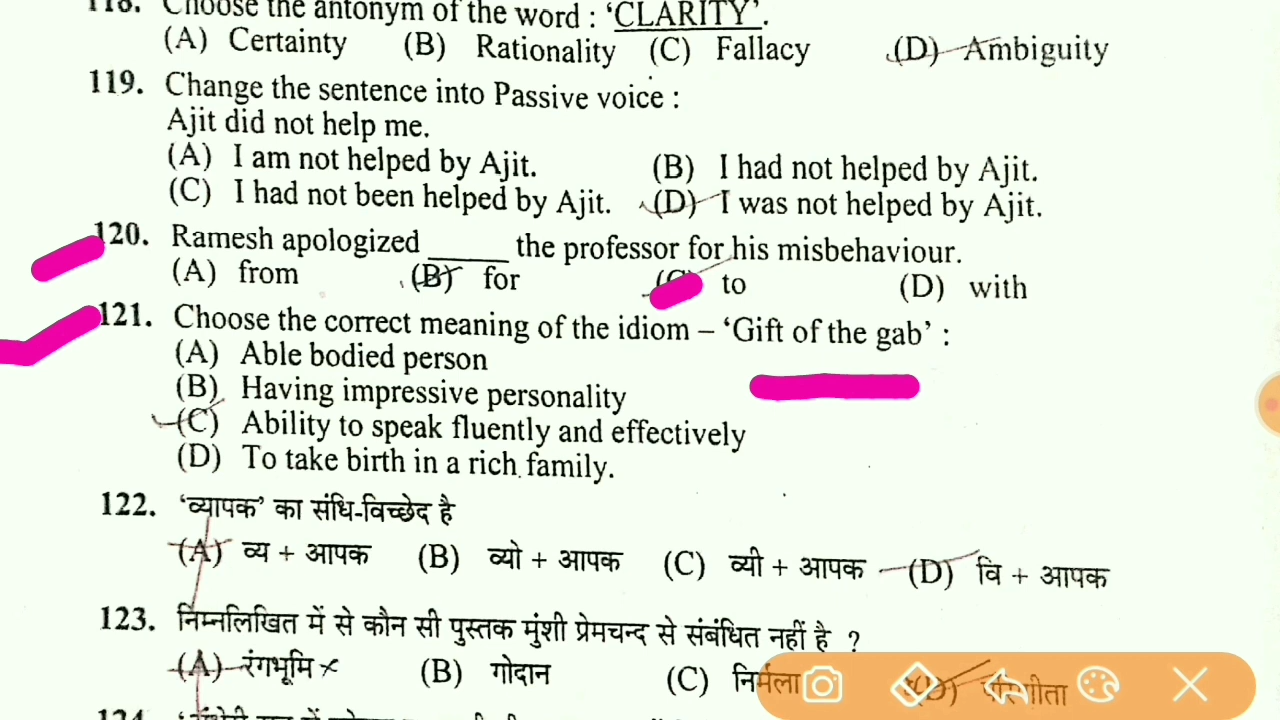 118. Choose the antonym of the word : ‘CLARITY’.
(A) Certainty (B) Rationality (C) Fallacy (D) Ambiguity
119. Change the sentence into Passive voice :
Ajit did not help me.
(A) I am not helped by Ajit. (B) I had not helped by Ajit.
(C) I had not been helped by Ajit. (D) I was not helped by Ajit.
120. Ramesh apologized _____ the professor for his misbehaviour.
(A) from (B) for (C) to (D) with
121. Choose the correct meaning of the idiom – ‘Gift of the gab’ :
(A) Able bodied person
(B) Having impressive personality
(C) Ability to speak fluently and effectively
(D) To take birth in a rich family.
122. ‘व्यापक’ का संधि-विच्छेद है
(A) व्य + आपक (B) व्यो + आपक (C) व्यी + आपक (D) वि + आपक
123. निम्नलिखित में से कौन सी पुस्तक मुंशी प्रेमचन्द से संबंधित नहीं है ?
(A) रंगभूमि (B) गोदान (C) निर्मला (D)
124.